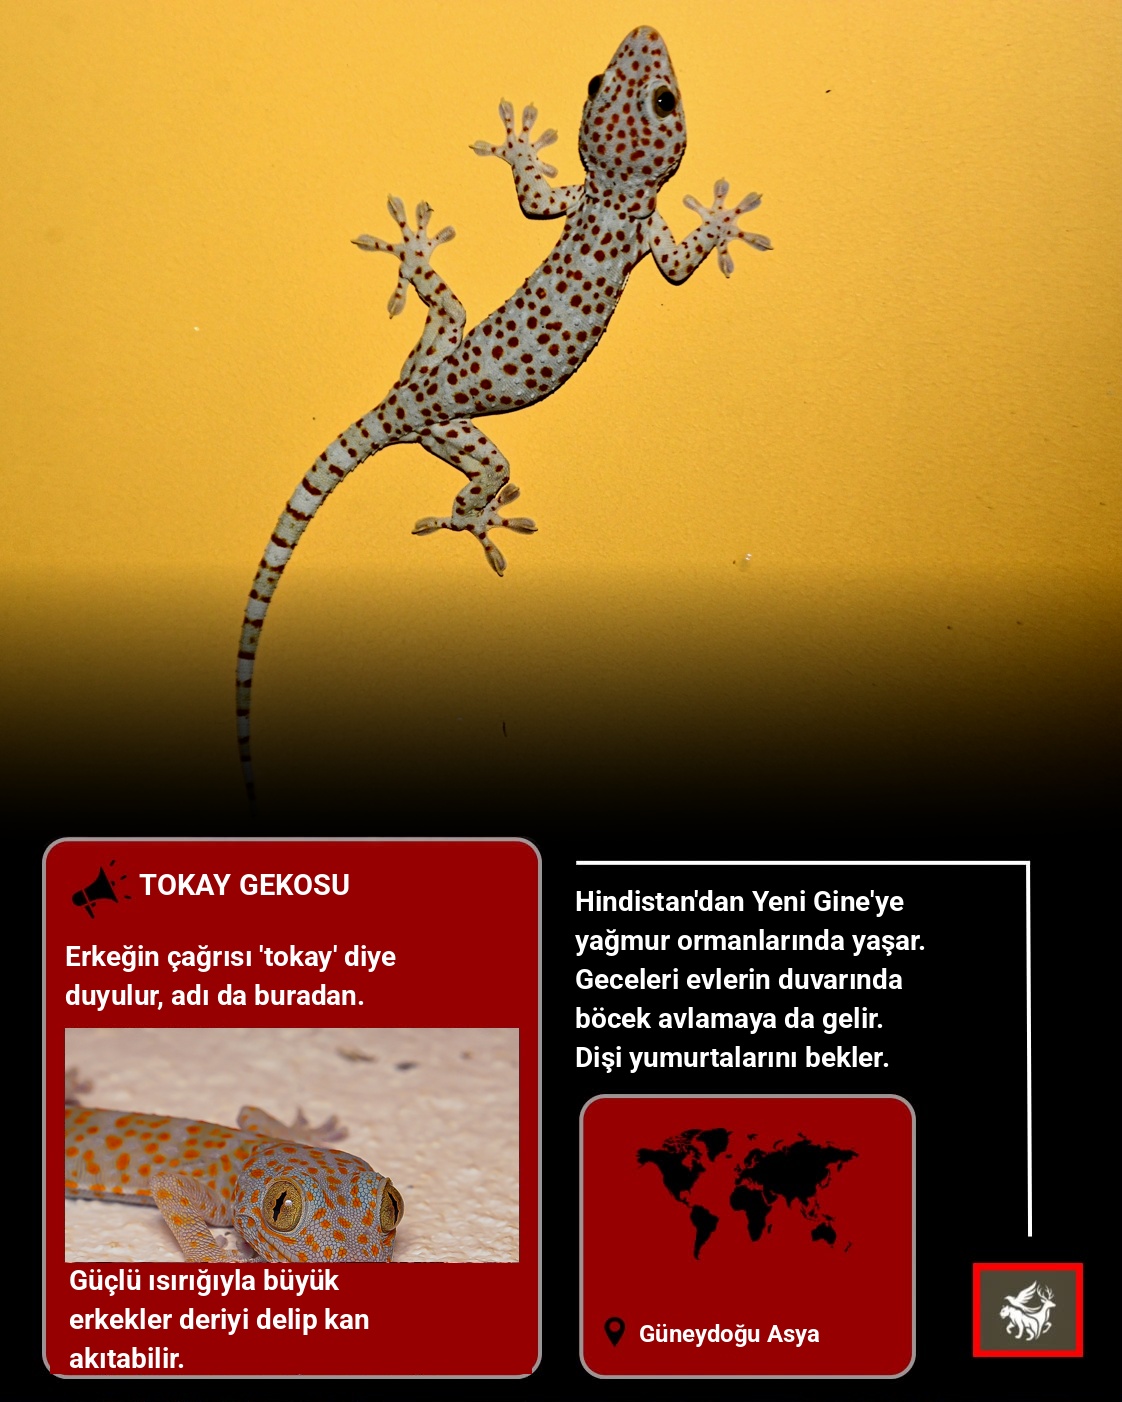 TOKAY GEKOSU
Erkeğin çağrısı 'tokay' diye
duyulur, adı da buradan.
Güçlü ısırığıyla büyük
erkekler deriyi delip kan
akıtabilir.
Hindistan'dan Yeni Gine'ye
yağmur ormanlarında yaşar.
Geceleri evlerin duvarında
böcek avlamaya da gelir.
Dişi yumurtalarını bekler.
Güneydoğu Asya